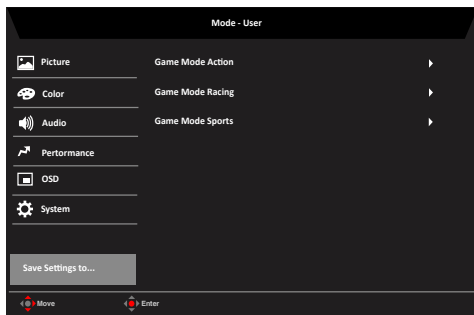 Mode - User
Picture
Color
Audio
Pertormance
OSD
System
Save Settings to...
Game Mode Action
Game Mode Racing
Game Mode Sports
Move
Enter